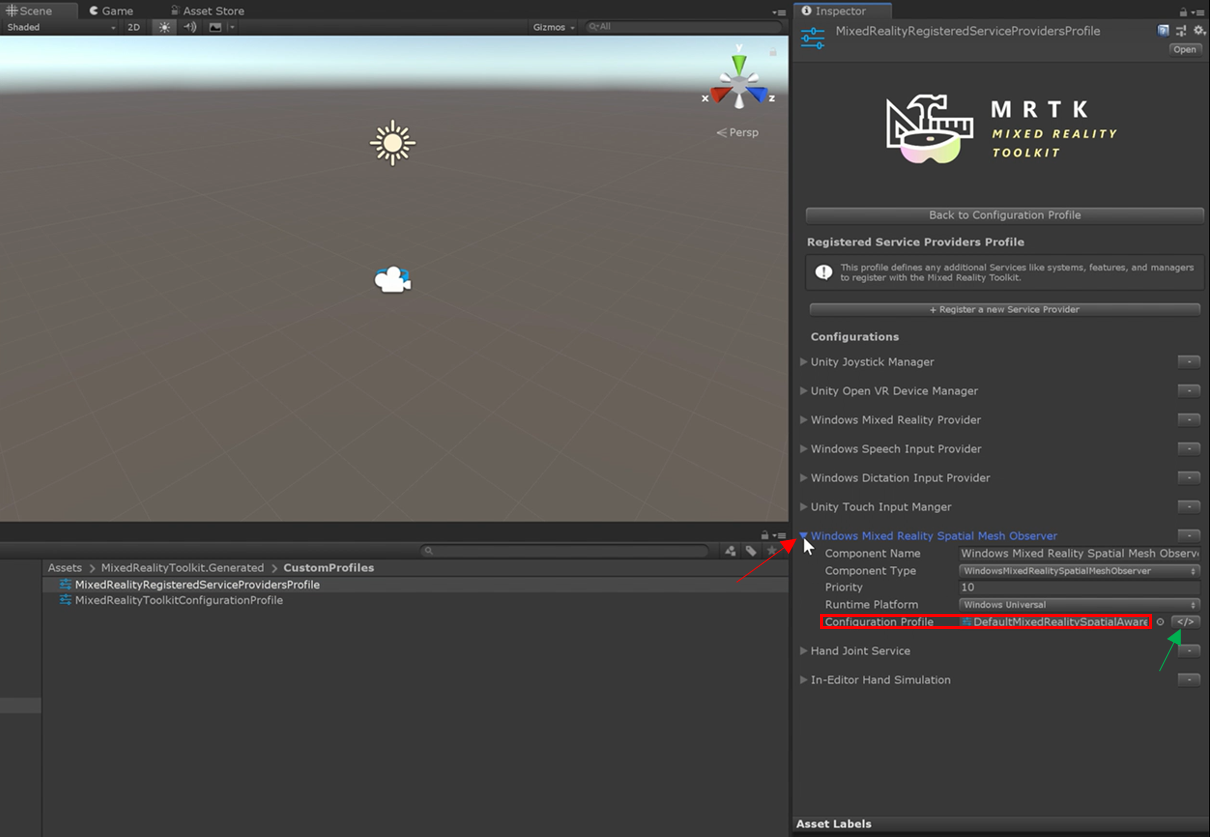 Scene
Game
Asset Store
Shaded
2D
Gizmos
All
y
x
z
Persp
Assets
MixedRealityToolkit.Generated
CustomProfiles
MixedRealityRegisteredServiceProvidersProfile
MixedRealityToolkitConfigurationProfile
Inspector
MixedRealityRegisteredServiceProvidersProfile
Open
MRTK
MIXED REALITY
TOOLKIT
Back to Configuration Profile
Registered Service Providers Profile
This profile defines any additional Services like systems, features, and managers
to register with the Mixed Reality Toolkit.
+ Register a new Service Provider
Configurations
Unity Joystick Manager -
Unity Open VR Device Manager -
Windows Mixed Reality Provider -
Windows Speech Input Provider -
Windows Dictation Input Provider -
Unity Touch Input Manger -
Windows Mixed Reality Spatial Mesh Observer -
Component Name Windows Mixed Reality Spatial Mesh Observ
Component Type WindowsMixedRealitySpatialMeshObserver
Priority 10
Runtime Platform Windows Universal
Configuration Profile DefaultMixedRealitySpatialAware </>
Hand Joint Service -
In-Editor Hand Simulation -
Asset Labels